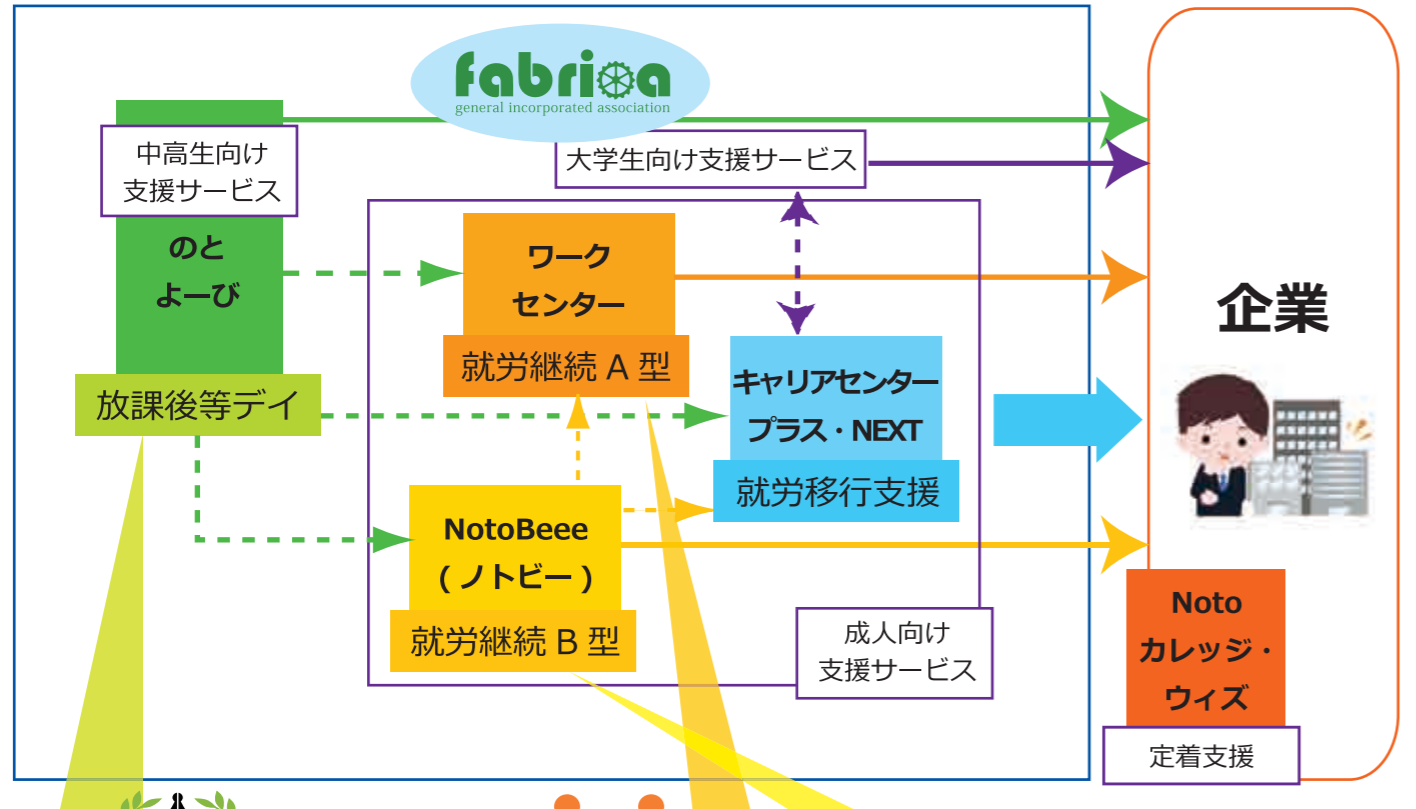 fabrica
general incorporated association
中高生向け
支援サービス
のと
よーび
放課後等デイ
大学生向け支援サービス
ワーク
センター
就労継続 A 型
キャリアセンター
プラス・NEXT
就労移行支援
NotoBeee
( ノトビー )
就労継続 B 型
成人向け
支援サービス
企業
Noto
カレッジ・
ウィズ
定着支援